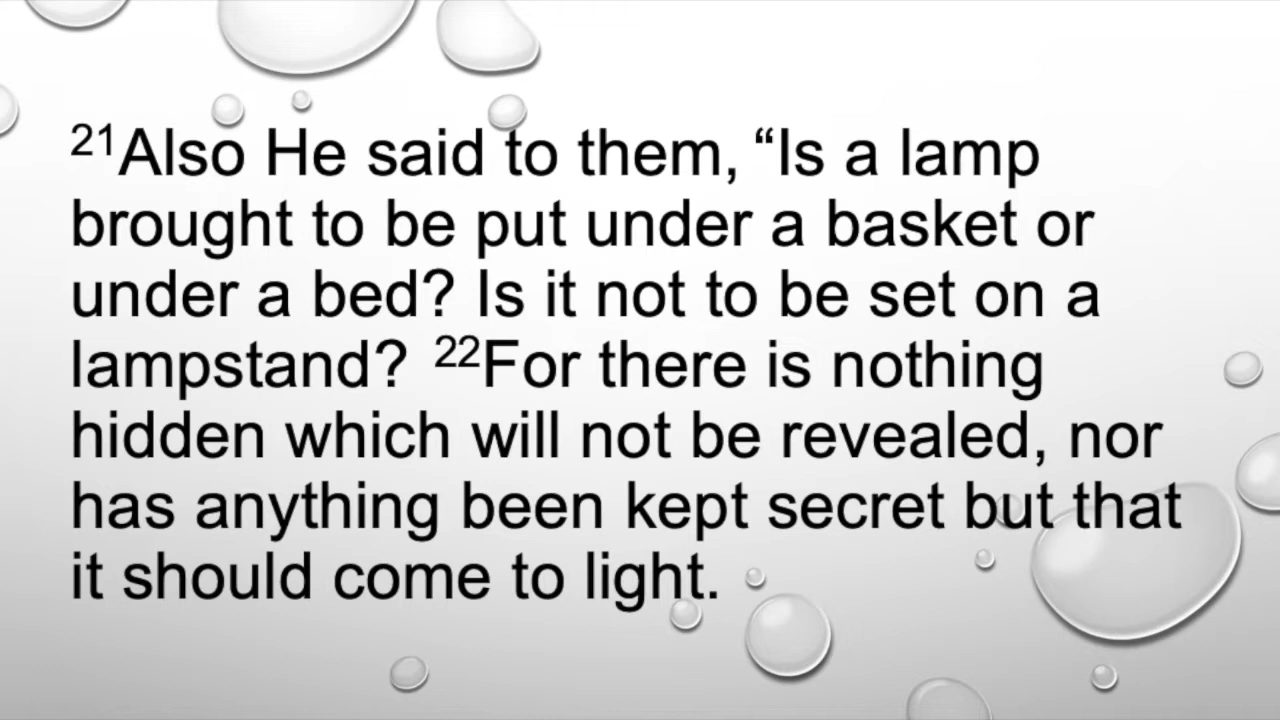 21Also He said to them, “Is a lamp
brought to be put under a basket or
under a bed? Is it not to be set on a
lampstand? 22For there is nothing
hidden which will not be revealed, nor
has anything been kept secret but that
it should come to light.